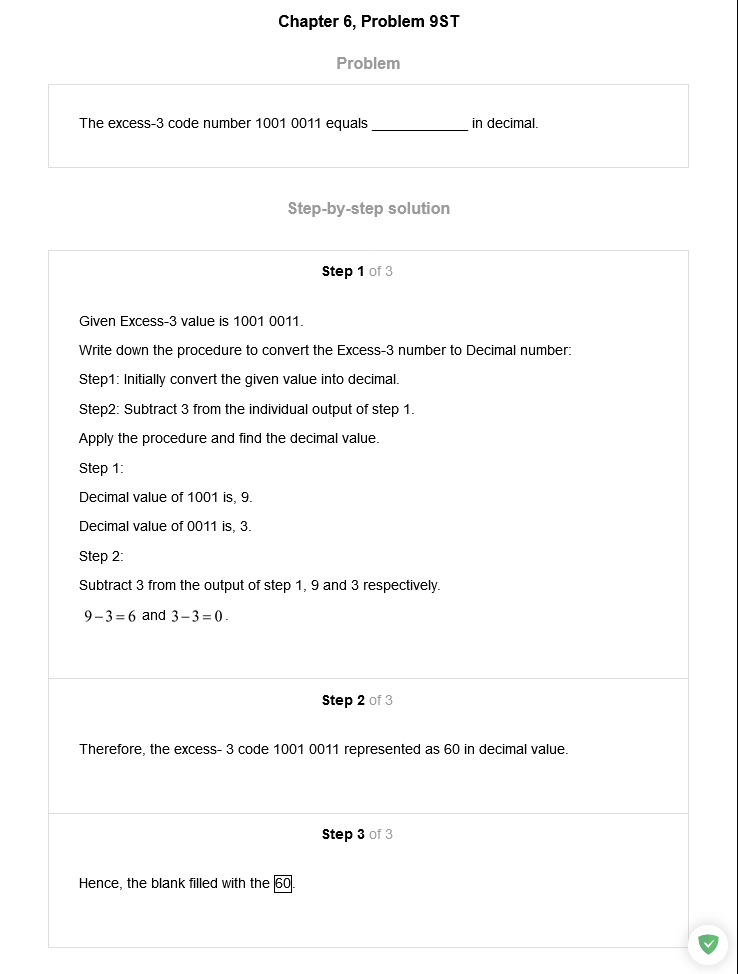 Chapter 6, Problem 9ST
Problem
The excess-3 code number 1001 0011 equals ____________ in decimal.
Step-by-step solution
Step 1 of 3
Given Excess-3 value is 1001 0011.
Write down the procedure to convert the Excess-3 number to Decimal number:
Step1: Initially convert the given value into decimal.
Step2: Subtract 3 from the individual output of step 1.
Apply the procedure and find the decimal value.
Step 1:
Decimal value of 1001 is, 9.
Decimal value of 0011 is, 3.
Step 2:
Subtract 3 from the output of step 1, 9 and 3 respectively.
9−3=6 and 3−3=0.
Step 2 of 3
Therefore, the excess- 3 code 1001 0011 represented as 60 in decimal value.
Step 3 of 3
Hence, the blank filled with the 60.